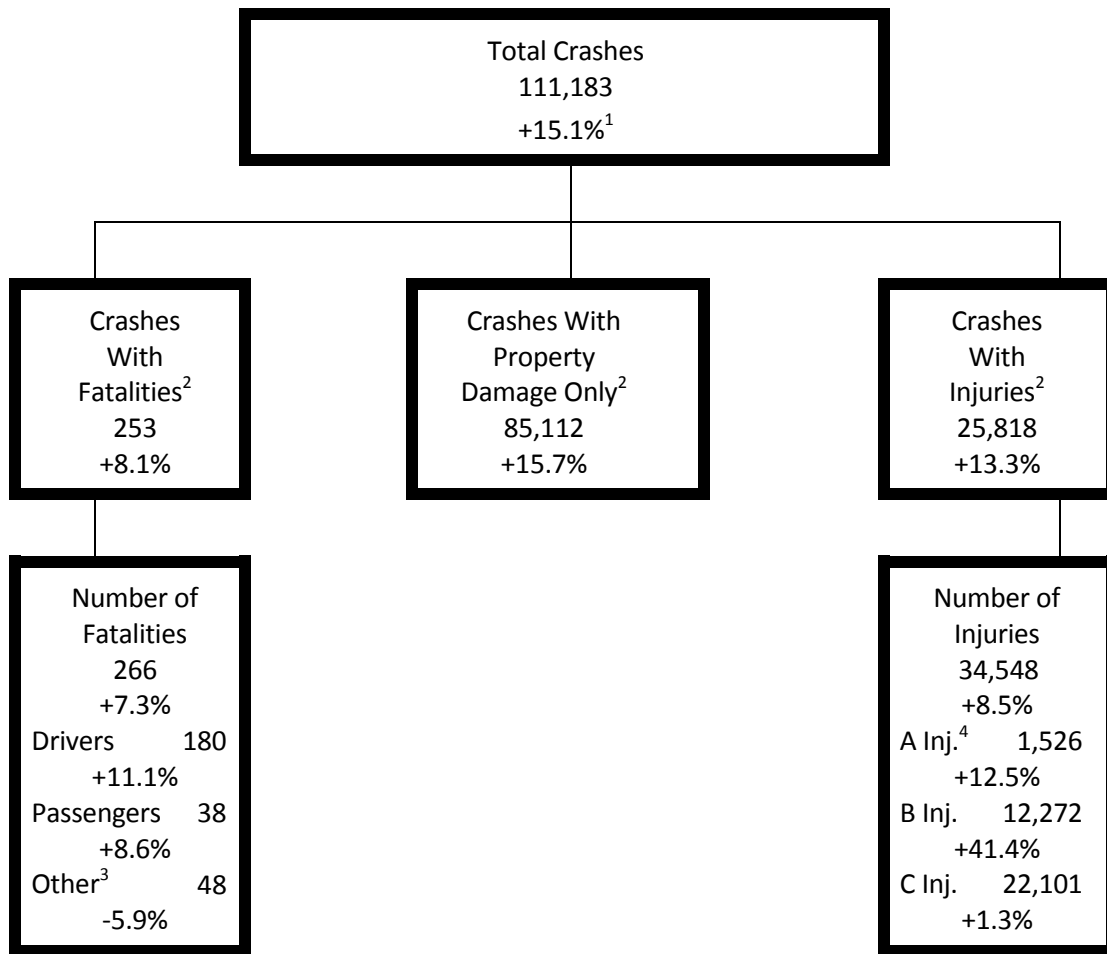 Total Crashes
111,183
+15.1%1
Crashes
With
Fatalities2
253
+8.1%
Crashes With
Property
Damage Only2
85,112
+15.7%
Crashes
With
Injuries2
25,818
+13.3%
Number of
Fatalities
266
+7.3%
Drivers 180
+11.1%
Passengers 38
+8.6%
Other3 48
-5.9%
Number of
Injuries
34,548
+8.5%
A Inj.4 1,526
+12.5%
B Inj. 12,272
+41.4%
C Inj. 22,101
+1.3%